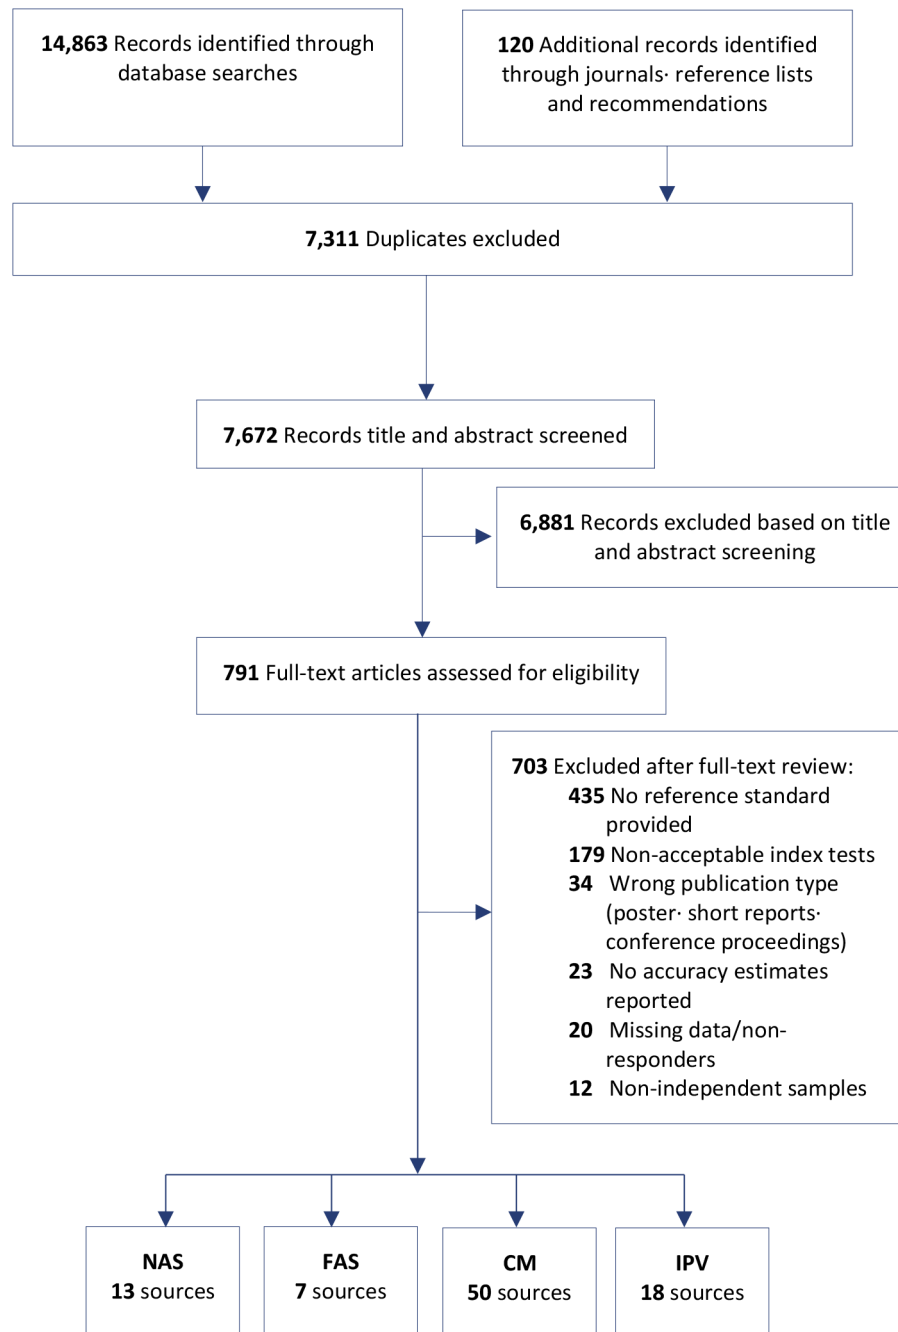 14,863 Records identified through
database searches
120 Additional records identified
through journals· reference lists
and recommendations
7,311 Duplicates excluded
7,672 Records title and abstract screened
6,881 Records excluded based on title
and abstract screening
791 Full-text articles assessed for eligibility
703 Excluded after full-text review:
435 No reference standard
provided
179 Non-acceptable index tests
34 Wrong publication type
(poster· short reports·
conference proceedings)
23 No accuracy estimates
reported
20 Missing data/non-
responders
12 Non-independent samples
NAS
13 sources
FAS
7 sources
CM
50 sources
IPV
18 sources